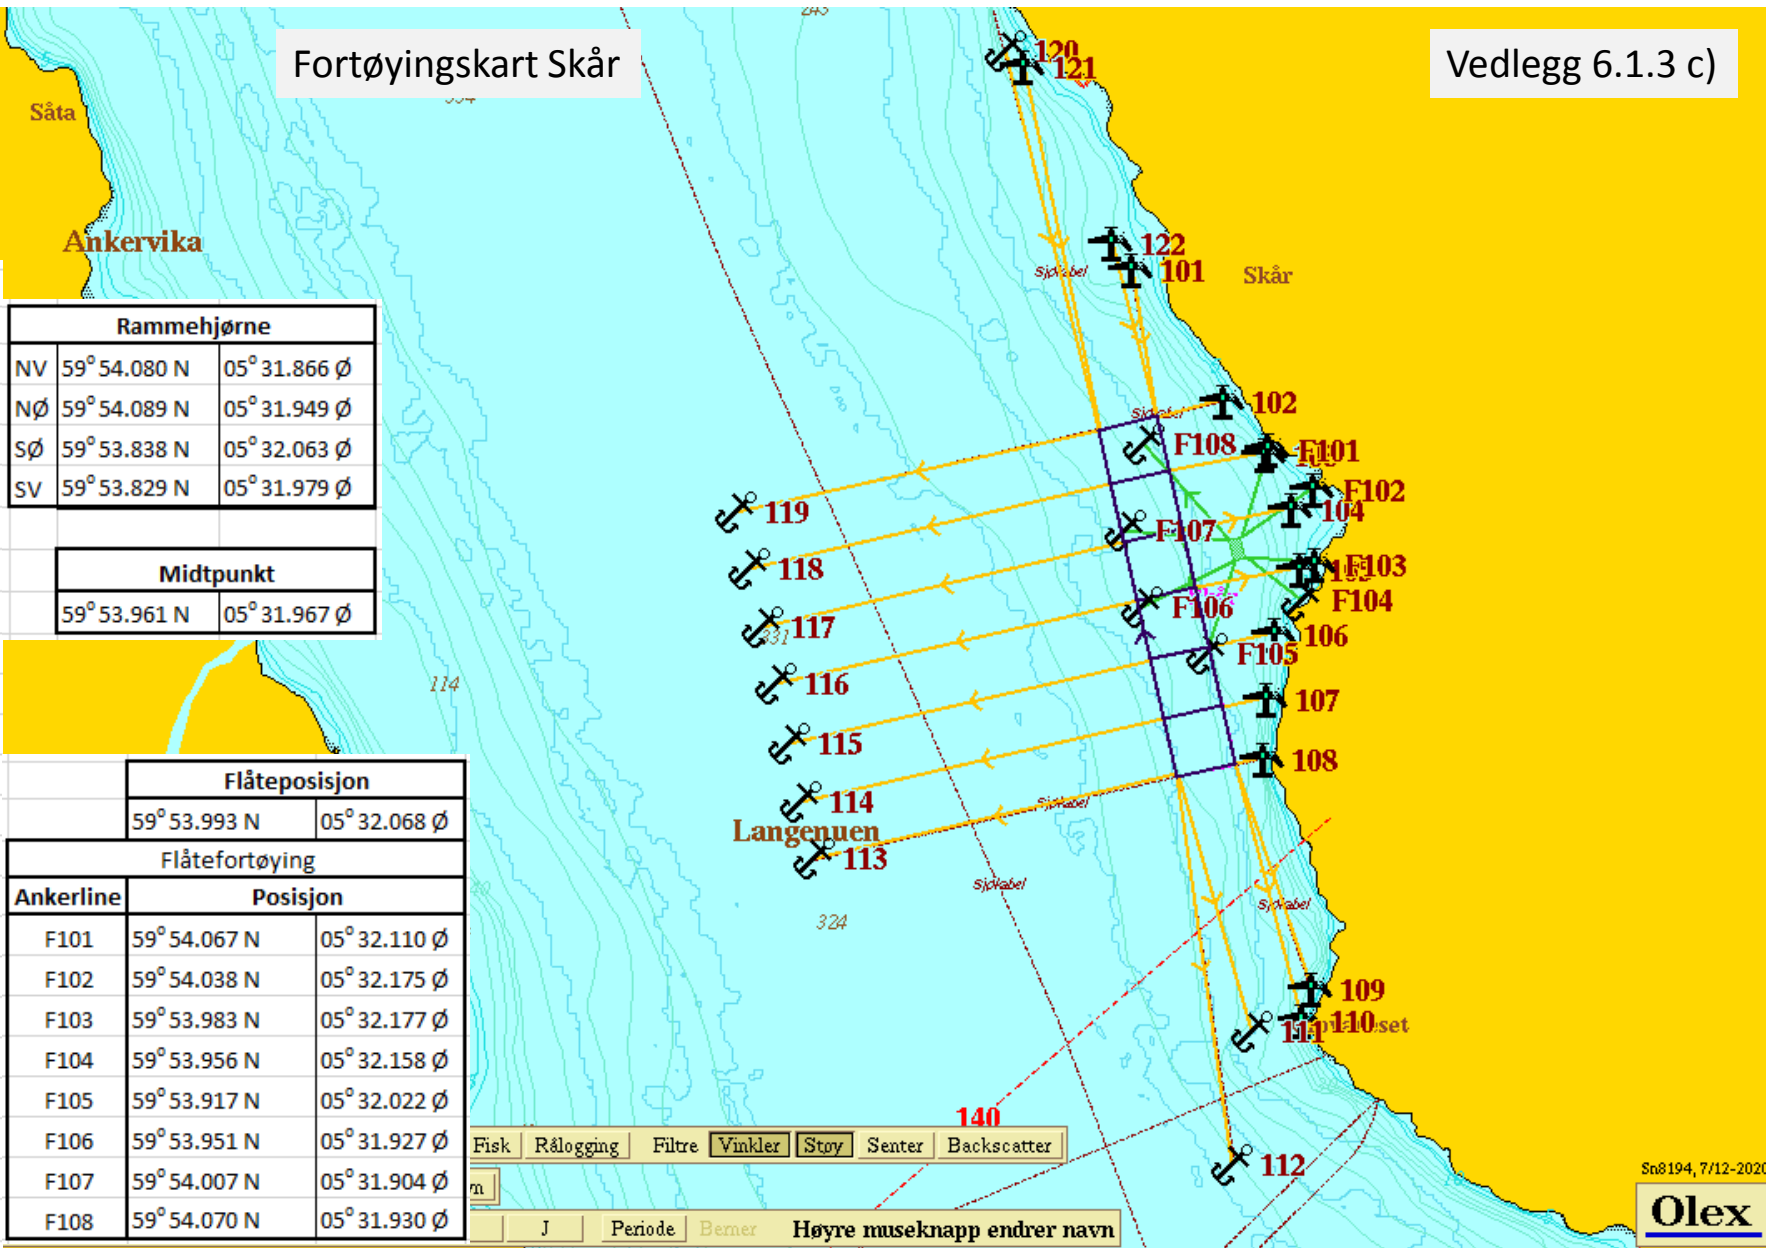 243
Fortøyingskart Skår
Vedlegg 6.1.3 c)
120
121
Såta
Ankervika
122
101
Sjøkabel
Skår
Rammehjørne
NV 59° 54.080 N 05° 31.866 Ø
NØ 59° 54.089 N 05° 31.949 Ø
SØ 59° 53.838 N 05° 32.063 Ø
SV 59° 53.829 N 05° 31.979 Ø
Midtpunkt
59° 53.961 N 05° 31.967 Ø
102
Sjøkabel
F108
F101
F102
104
119
F107
118
F103
F104
F106
117
331
106
F105
116
114
107
115
108
114
Sjøkabel
Langenuen
113
Sjøkabel
324
Sjøkabel
109
110
111
140
112
Flåteposisjon
59° 53.993 N 05° 32.068 Ø
Flåtefortøying
Ankerline Posisjon
F101 59° 54.067 N 05° 32.110 Ø
F102 59° 54.038 N 05° 32.175 Ø
F103 59° 53.983 N 05° 32.177 Ø
F104 59° 53.956 N 05° 32.158 Ø
F105 59° 53.917 N 05° 32.022 Ø
F106 59° 53.951 N 05° 31.927 Ø
F107 59° 54.007 N 05° 31.904 Ø
F108 59° 54.070 N 05° 31.930 Ø
Fisk Rålogging Filtre Vinkler Støy Senter Backscatter
J Periode Bemer Høyre museknapp endrer navn
Sn8194, 7/12-2020
Olex